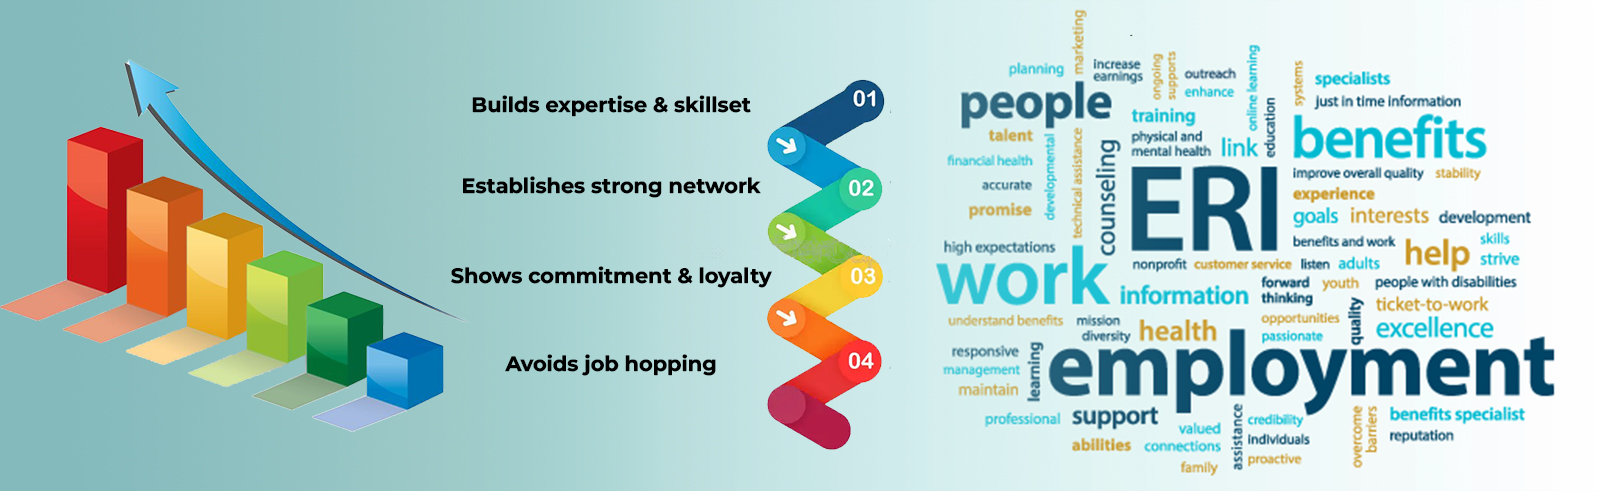 Builds expertise & skillset
01
Establishes strong network
02
Shows commitment & loyalty
03
Avoids job hopping
04
marketing
planning
increase
earnings
ongoing
supports
outreach
enhance
online learning
systems
specialists
just in time information
people
training
talent
developmental
technical assistance
physical and
mental health
link
education
benefits
financial health
counseling
ERI
improve overall quality
stability
accurate
experience
promise
goals
interests
development
high expectations
benefits and work
help
skills
strive
work
nonprofit
customer service
listen
adults
information
forward
thinking
youth
people with disabilities
ticket-to-work
understand benefits
mission
diversity
health
opportunities
passionate
quality
excellence
responsive
management
maintain
learning
employment
professional
support
valued
connections
assistance
credibility
individuals
proactive
overcome
barriers
benefits specialist
reputation
abilities
family